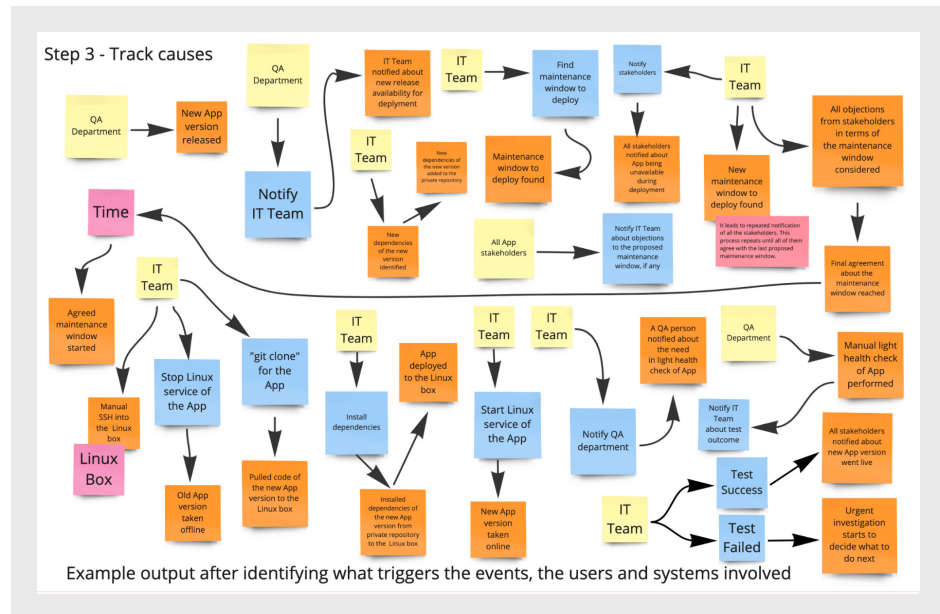 Step 3 - Track causes
QA
Department
New App
version
released
QA
Department
Notify
IT Team
IT Team
notified about
new release
availability for
deplyment
IT
Team
Find
maintenance
window to
deploy
Maintenance
window to
deploy found
IT
Team
New
dependencies of
the new version
added to the
private repository
New
dependencies
of the new
version
identified
Notify
stakeholders
IT
Team
All stakeholders
notified about
App being
unavailable
during
deployment
New
maintenance
window to
deploy found
It leads to repeated notification
of all the stakeholders. This
process repeats until all of them
agree with the last proposed
maintenance window.
All objections
from stakeholders
in terms of
the maintenance
window
considered
All App
stakeholders
Notify IT Team
about objections
to the proposed
maintenance
window, if any
Final agreement
about the
maintenance
window reached
Time
Agreed
maintenance
window
started
IT
Team
Manual
SSH into
the Linux
box
Linux
Box
Stop Linux
service of
the App
Old App
version
taken
offline
"git clone"
for the
App
Pulled code of
the new App
version to the
Linux box
IT
Team
Install
dependencies
App
deployed
to the Linux
box
Installed
dependencies of
the new App
version from
private repository
to the Linux box
IT
Team
Start Linux
service of
the App
New App
version
taken
online
IT
Team
Notify QA
department
A QA person
notified about
the need
in light health
check of App
QA
Department
Manual light
health check
of App
performed
Notify IT
Team
about test
outcome
IT
Team
Test
Success
Test
Failed
All stakeholders
notified about
new App version
went live
Urgent
investigation
starts to
decide what to
do next
Example output after identifying what triggers the events, the users and systems involved